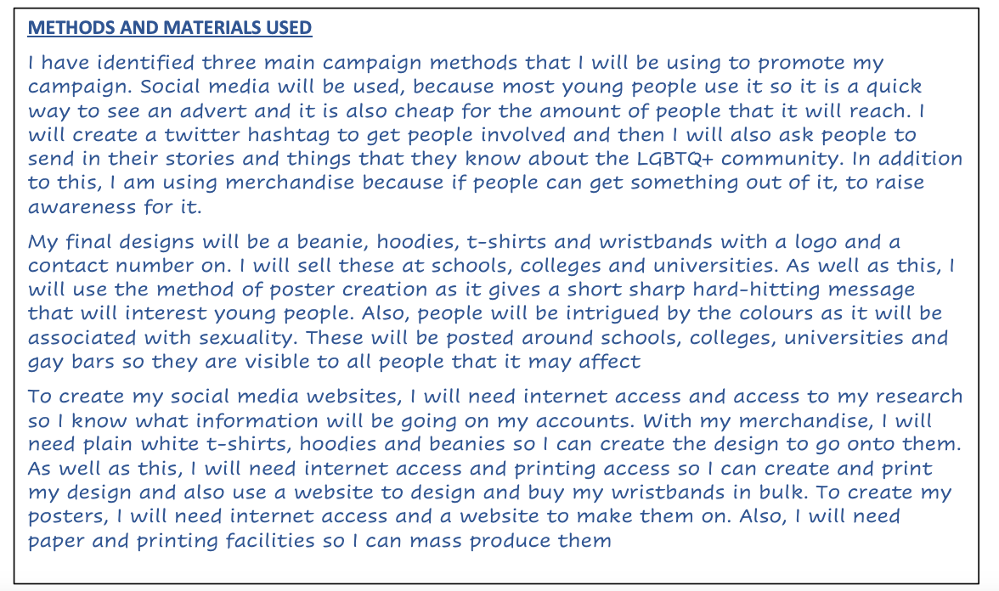 METHODS AND MATERIALS USED
I have identified three main campaign methods that I will be using to promote my
campaign. Social media will be used, because most young people use it so it is a quick
way to see an advert and it is also cheap for the amount of people that it will reach. I
will create a twitter hashtag to get people involved and then I will also ask people to
send in their stories and things that they know about the LGBTQ+ community. In addition
to this, I am using merchandise because if people can get something out of it, to raise
awareness for it.
My final designs will be a beanie, hoodies, t-shirts and wristbands with a logo and a
contact number on. I will sell these at schools, colleges and universities. As well as this, I
will use the method of poster creation as it gives a short sharp hard-hitting message
that will interest young people. Also, people will be intrigued by the colours as it will be
associated with sexuality. These will be posted around schools, colleges, universities and
gay bars so they are visible to all people that it may affect
To create my social media websites, I will need internet access and access to my research
so I know what information will be going on my accounts. With my merchandise, I will
need plain white t-shirts, hoodies and beanies so I can create the design to go onto them.
As well as this, I will need internet access and printing access so I can create and print
my design and also use a website to design and buy my wristbands in bulk. To create my
posters, I will need internet access and a website to make them on. Also, I will need
paper and printing facilities so I can mass produce them